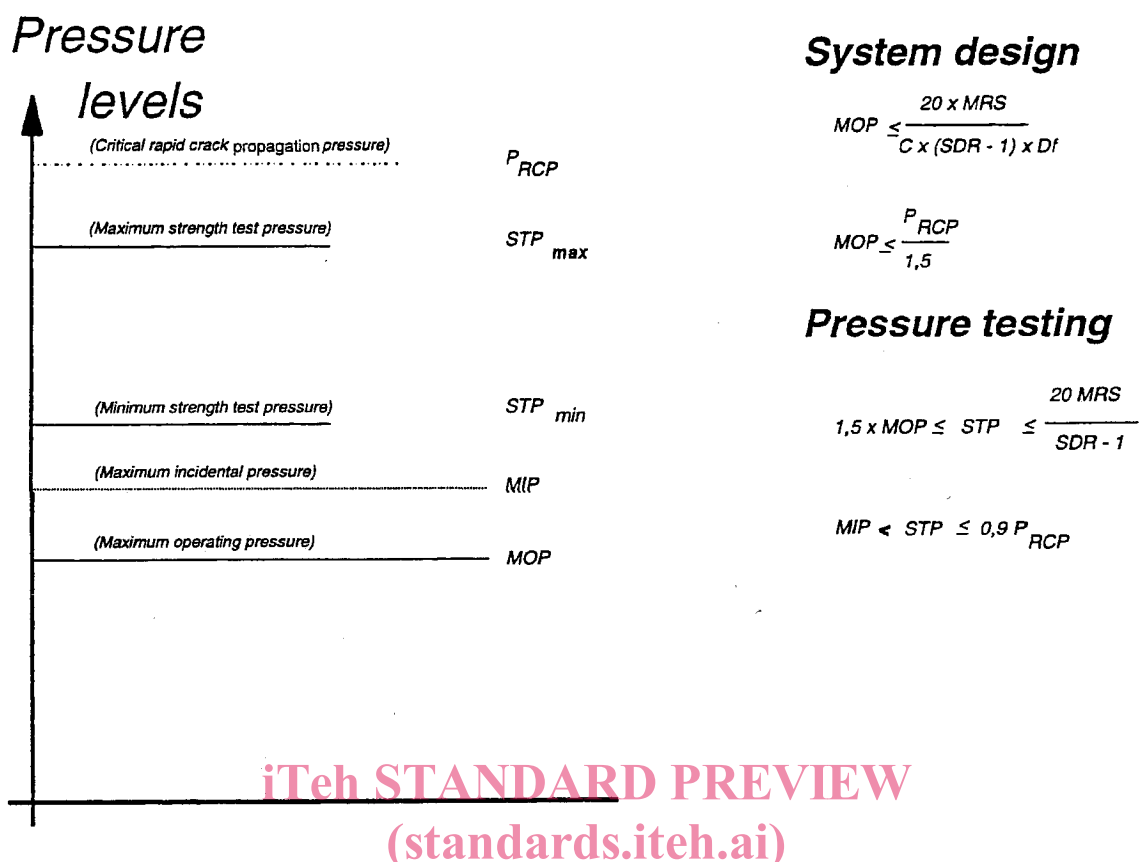 Pressure
levels
(Critical rapid crack propagation pressure)
P RCP
(Maximum strength test pressure)
STP max
(Minimum strength test pressure)
STP min
(Maximum incidental pressure)
MIP
(Maximum operating pressure)
MOP
System design
MOP ≤ 20 x MRS / C x (SDR - 1) x Df
MOP ≤ P RCP / 1,5
Pressure testing
1,5 x MOP ≤ STP ≤ 20 MRS / SDR - 1
MIP < STP ≤ 0,9 P RCP
iTeh STANDARD PREVIEW
(standards.iteh.ai)